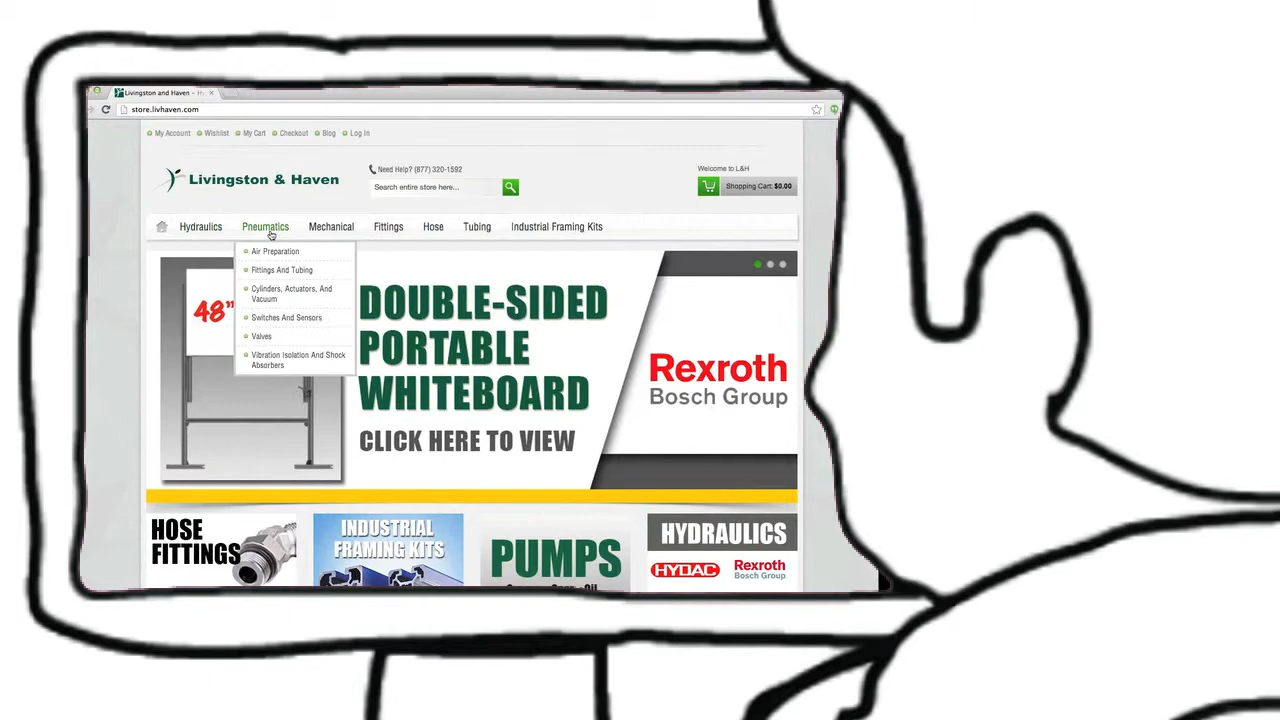 Livingston and Haven – Hy
store.livhaven.com
My Account Wishlist My Cart Checkout Blog Log In
Need Help? (877) 320-1592
Welcome to L&H
Livingston & Haven
Search entire store here...
Shopping Cart: $0.00
Hydraulics Pneumatics Mechanical Fittings Hose Tubing Industrial Framing Kits
Air Preparation
Fittings And Tubing
Cylinders, Actuators, And
Vacuum
Switches And Sensors
Valves
Vibration Isolation And Shock
Absorbers
48"
DOUBLE-SIDED
PORTABLE
WHITEBOARD
CLICK HERE TO VIEW
Rexroth
Bosch Group
HOSE
FITTINGS
INDUSTRIAL
FRAMING KITS
PUMPS
HYDRAULICS
HYDAC
Rexroth
Bosch Group